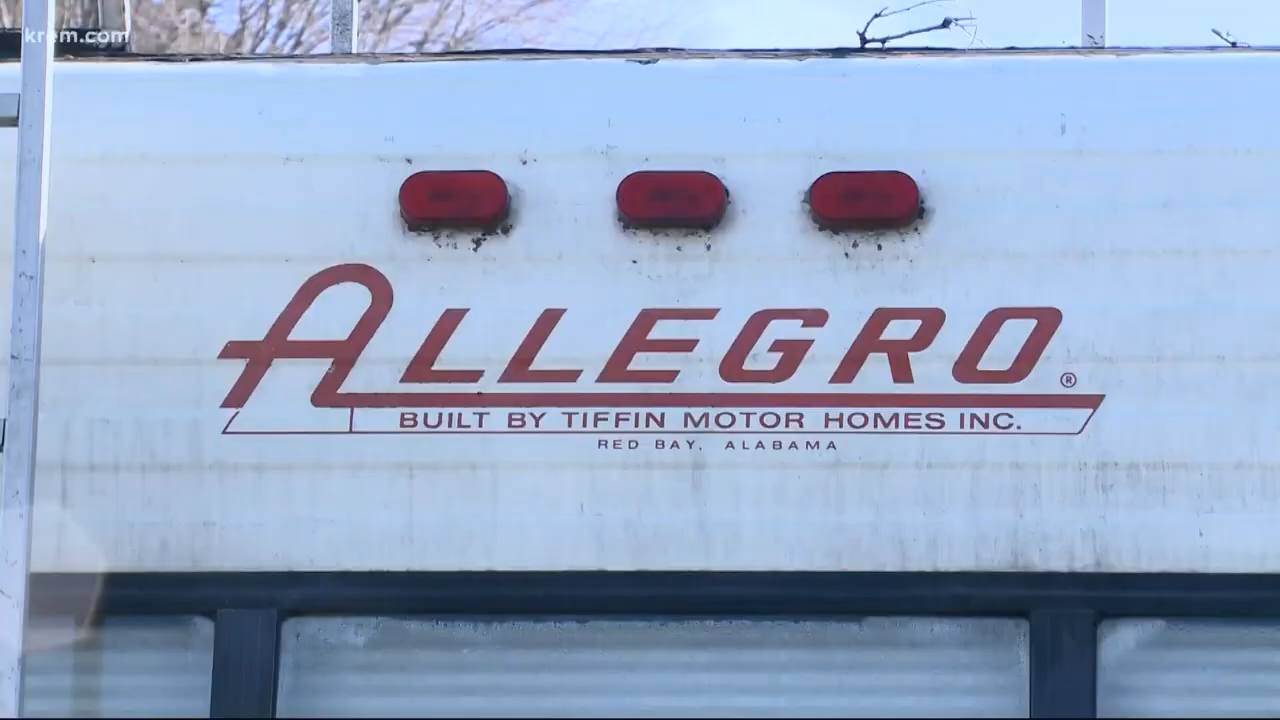 krem.com
ALLEGRO®
BUILT BY TIFFIN MOTOR HOMES INC.
RED BAY, ALABAMA